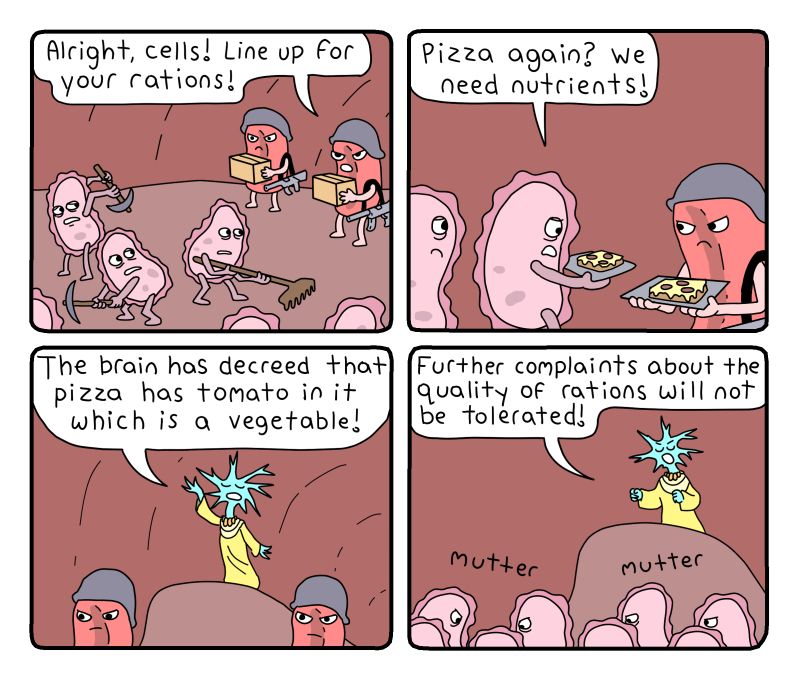 Alright, cells! Line up for
your rations!
Pizza again? We
need nutrients!
The brain has decreed that
pizza has tomato in it
which is a vegetable!
Further complaints about the
quality of rations will not
be tolerated!
mutter
mutter